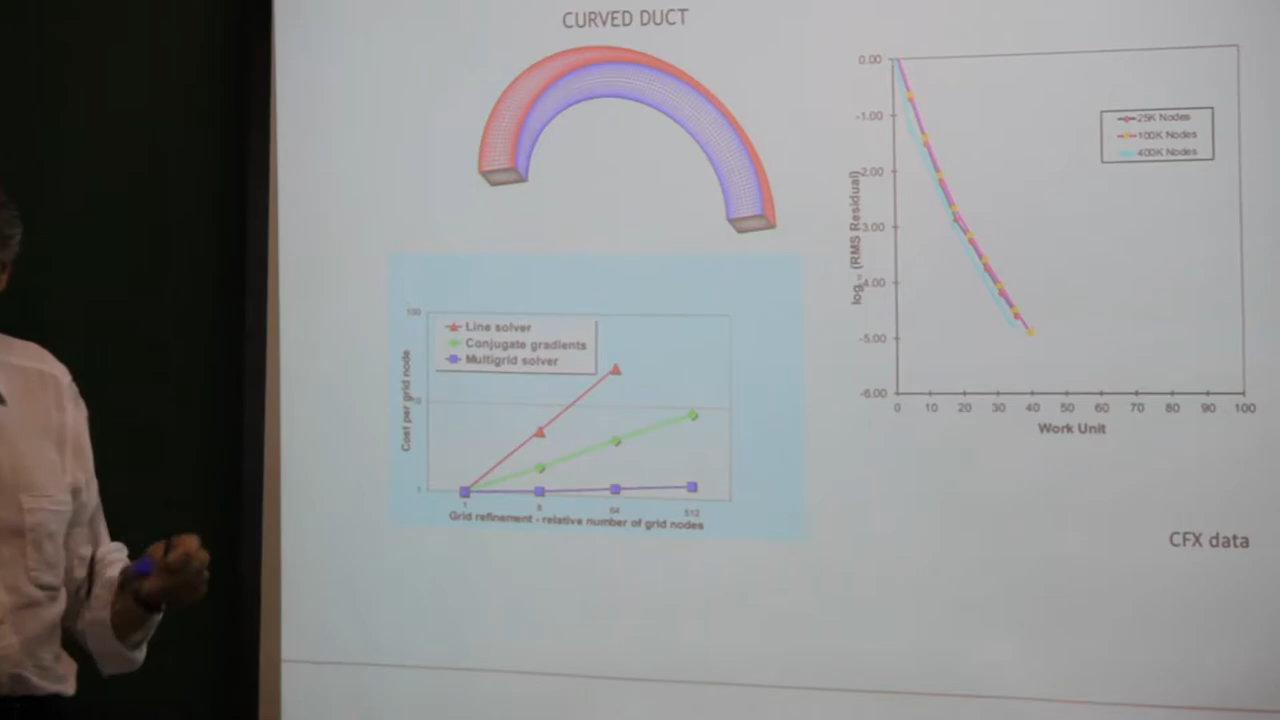 CURVED DUCT
0.00
-1.00
-2.00
-3.00
-4.00
-5.00
-6.00
log (RMS Residual)
25K Nodes
100K Nodes
400K Nodes
0 10 20 30 40 50 60 70 80 90 100
Work Unit
100
10
1
Cost per grid node
Line solver
Conjugate gradients
Multigrid solver
1 8 64 512
Grid refinement - relative number of grid nodes
CFX data